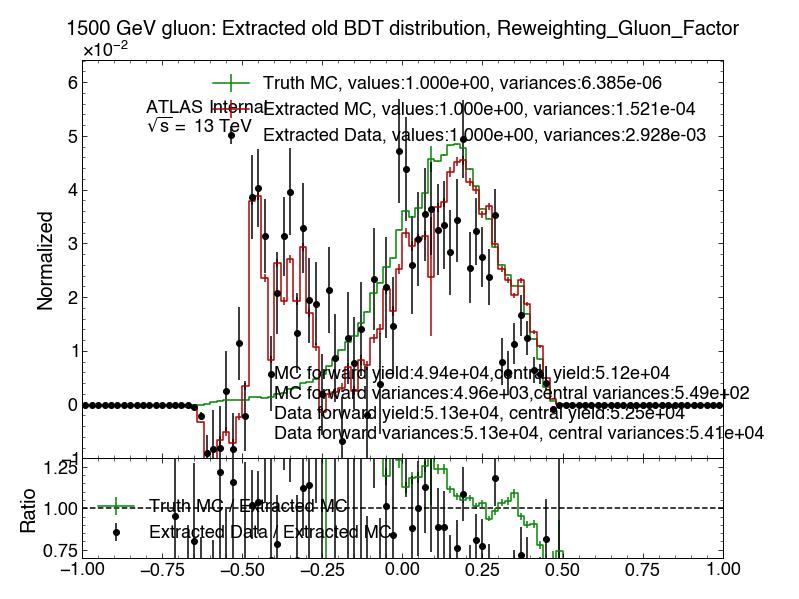 1500 GeV gluon: Extracted old BDT distribution, Reweighting_Gluon_Factor
×10⁻²
Truth MC, values:1.000e+00, variances:6.385e-06
ATLAS Internal
Extracted MC, values:1.000e+00, variances:1.521e-04
√s = 13 TeV
Extracted Data, values:1.000e+00, variances:2.928e-03
6
5
4
3
2
1
0
−1
Normalized
MC forward yield:4.94e+04,central yield:5.12e+04
MC forward variances:4.96e+03,central variances:5.49e+02
Data forward yield:5.13e+04, central yield:5.25e+04
Data forward variances:5.13e+04, central variances:5.41e+04
1.25
1.00
0.75
Ratio
Truth MC / Extracted MC
Extracted Data / Extracted MC
−1.00 −0.75 −0.50 −0.25 0.00 0.25 0.50 0.75 1.00